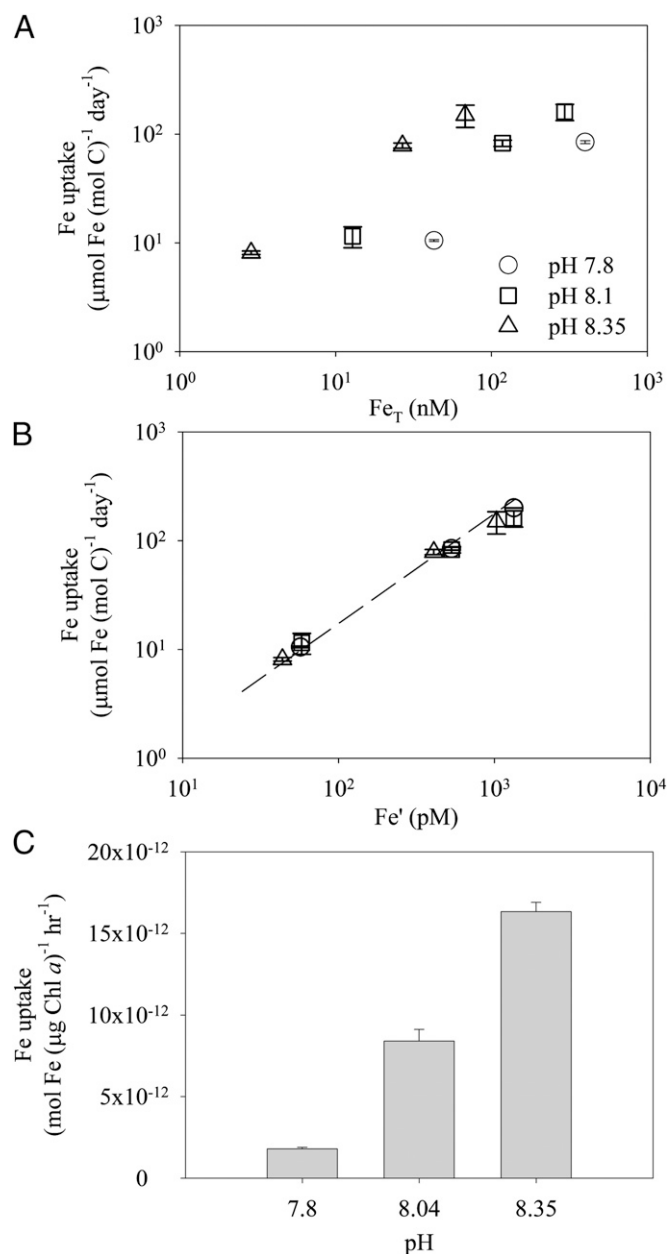 A
Fe uptake
(µmol Fe (mol C)⁻¹ day⁻¹)
10³
10²
10¹
10⁰
pH 7.8
pH 8.1
pH 8.35
10⁰ 10¹ 10² 10³
Fe_T (nM)
B
Fe uptake
(µmol Fe (mol C)⁻¹ day⁻¹)
10³
10²
10¹
10⁰
10¹ 10² 10³ 10⁴
Fe' (pM)
C
Fe uptake
(mol Fe (µg Chl a)⁻¹ hr⁻¹)
20x10⁻¹²
15x10⁻¹²
10x10⁻¹²
5x10⁻¹²
0
7.8 8.04 8.35
pH